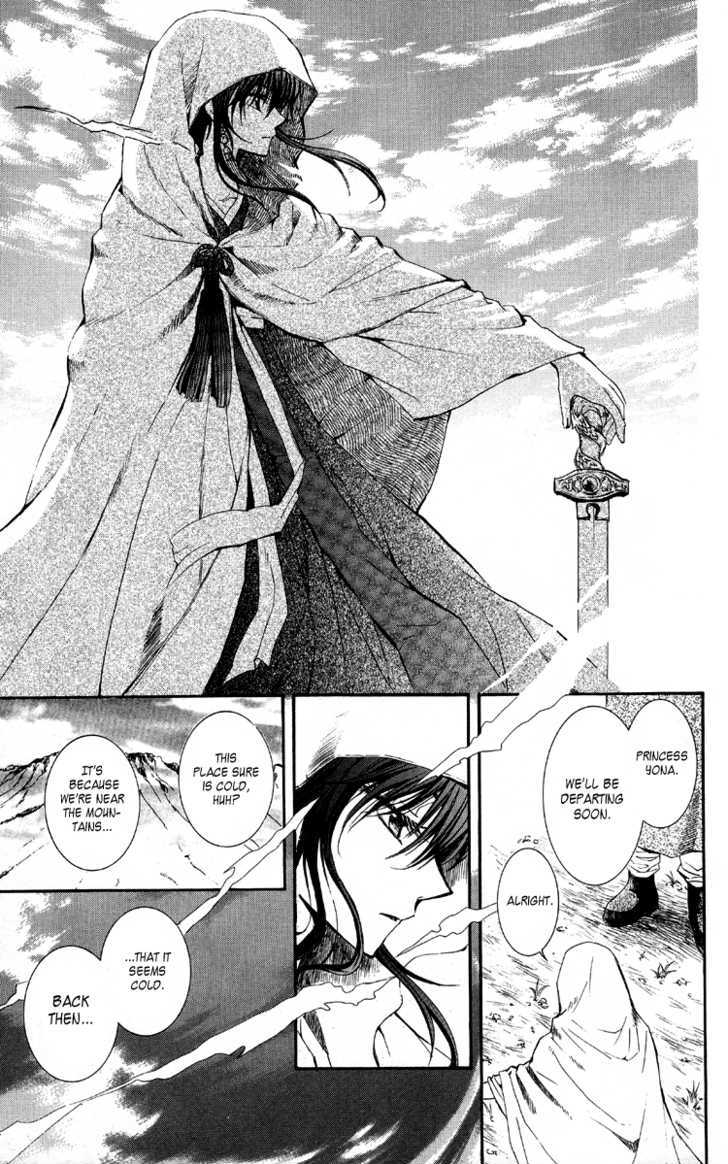 PRINCESS
YONA.
WE'LL BE
DEPARTING
SOON.
ALRIGHT.
THIS
PLACE SURE
IS COLD,
HUH?
IT'S
BECAUSE
WE'RE NEAR
THE MOUN-
TAINS...
...THAT IT
SEEMS
COLD.
BACK
THEN...